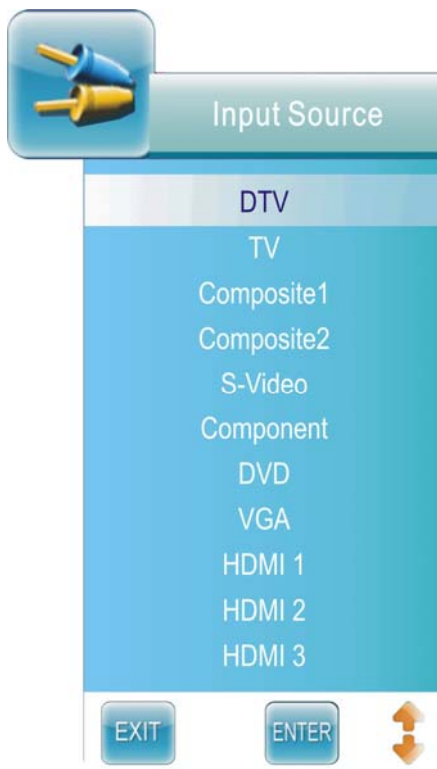 Input Source
DTV
TV
Composite1
Composite2
S-Video
Component
DVD
VGA
HDMI 1
HDMI 2
HDMI 3
EXIT
ENTER